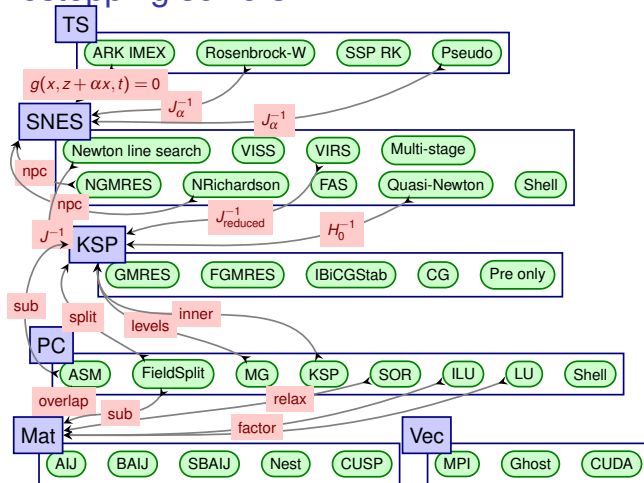 TS
ARK IMEX Rosenbrock-W SSP RK Pseudo
g(x, z + αx, t) = 0
J_α^{-1}
J_α^{-1}
SNES
Newton line search VISS VIRS Multi-stage
npc
NGMRES NRichardson FAS Quasi-Newton Shell
npc
J_{reduced}^{-1}
J^{-1}
H_0^{-1}
KSP
GMRES FGMRES IBiCGStab CG Pre only
sub split levels inner
PC
ASM FieldSplit MG KSP SOR ILU LU Shell
overlap sub relax
factor
Mat Vec
AIJ BAIJ SBAIJ Nest CUSP MPI Ghost CUDA